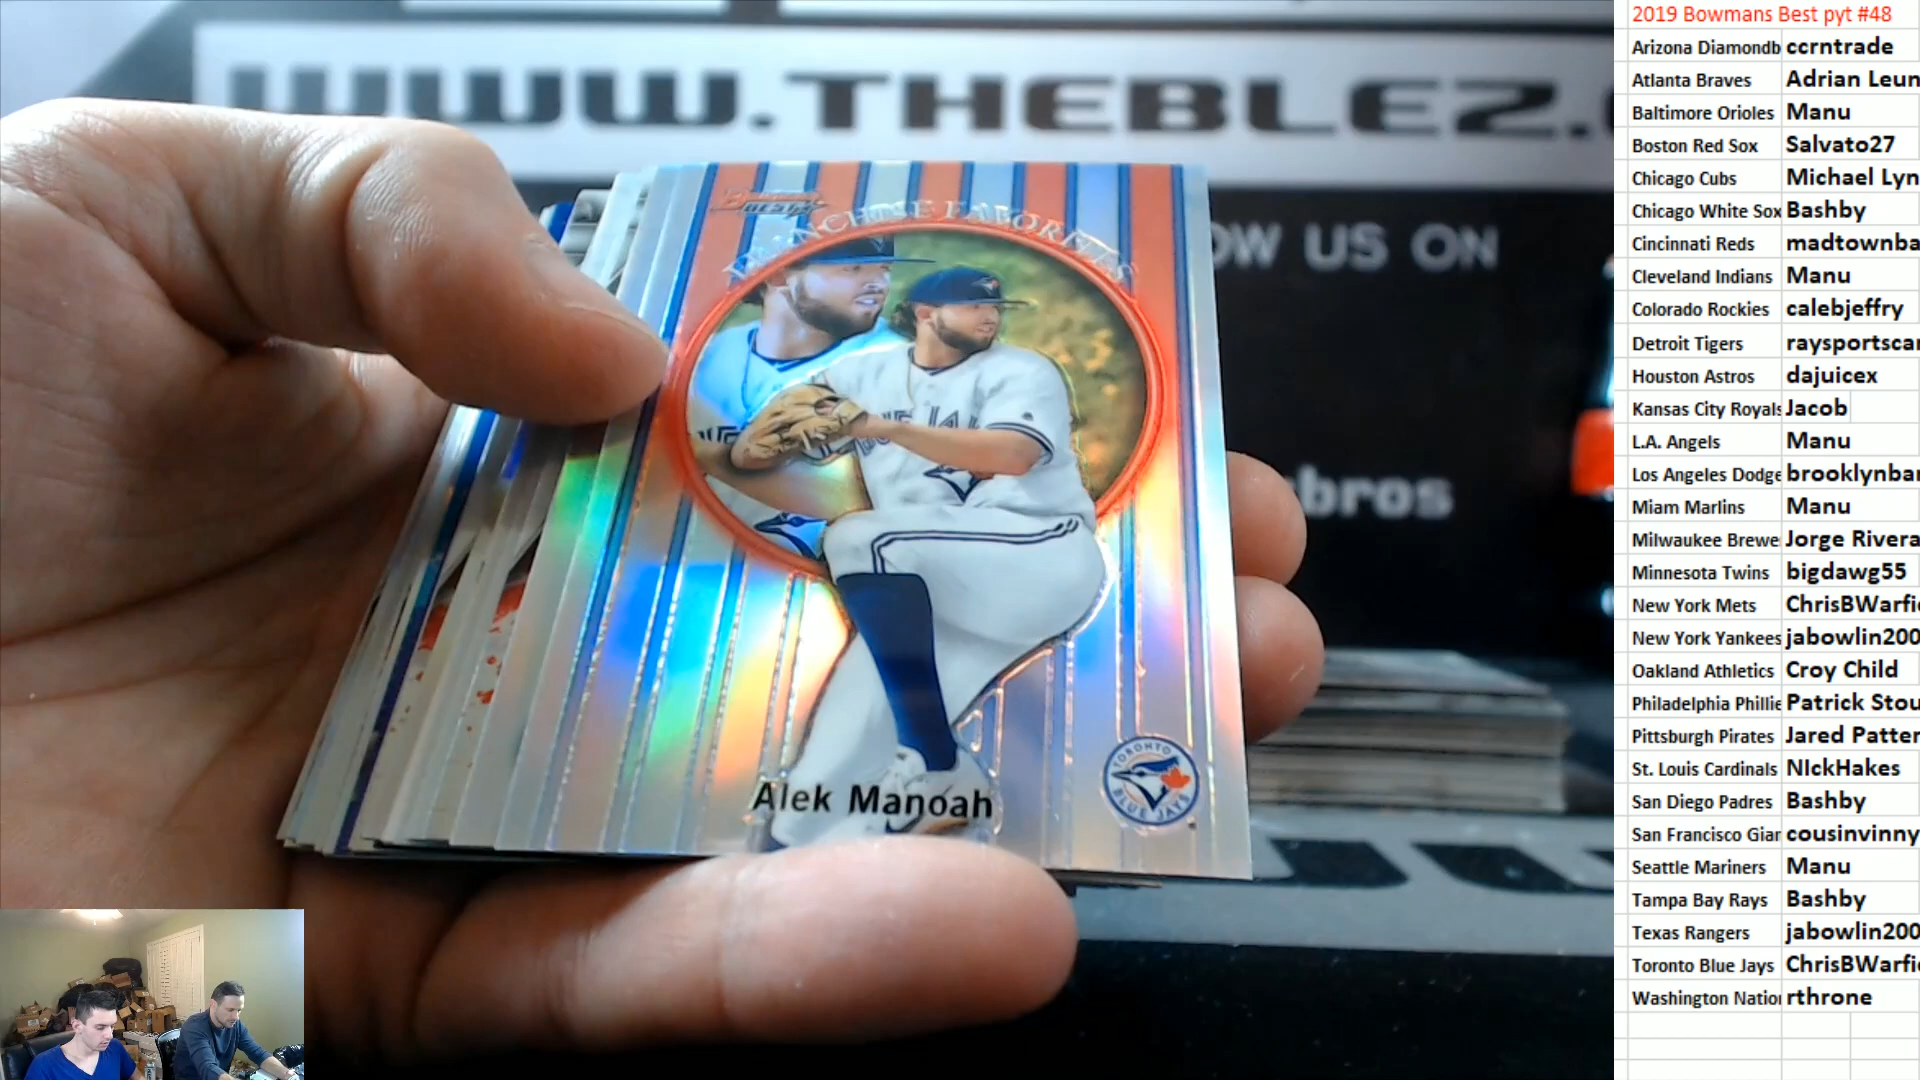 WWW.THEBLEZ.
OW US ON
bros
BEST
FRANCHISE FAVORITES
BLUE JA
Alek Manoah
TORONTO
BLUE JAYS
2019 Bowmans Best pyt #48
Arizona Diamondb ccrntrade
Atlanta Braves Adrian Leun
Baltimore Orioles Manu
Boston Red Sox Salvato27
Chicago Cubs Michael Lyn
Chicago White Sox Bashby
Cincinnati Reds madtownba
Cleveland Indians Manu
Colorado Rockies calebjeffry
Detroit Tigers raysportscar
Houston Astros dajuicex
Kansas City Royals Jacob
L.A. Angels Manu
Los Angeles Dodge brooklynbar
Miam Marlins Manu
Milwaukee Brewe Jorge Rivera
Minnesota Twins bigdawg55
New York Mets ChrisBWarfie
New York Yankees jabowlin200
Oakland Athletics Croy Child
Philadelphia Phillie Patrick Stou
Pittsburgh Pirates Jared Patter
St. Louis Cardinals NIckHakes
San Diego Padres Bashby
San Francisco Gian cousinvinny
Seattle Mariners Manu
Tampa Bay Rays Bashby
Texas Rangers jabowlin200
Toronto Blue Jays ChrisBWarfie
Washington Natio rthrone